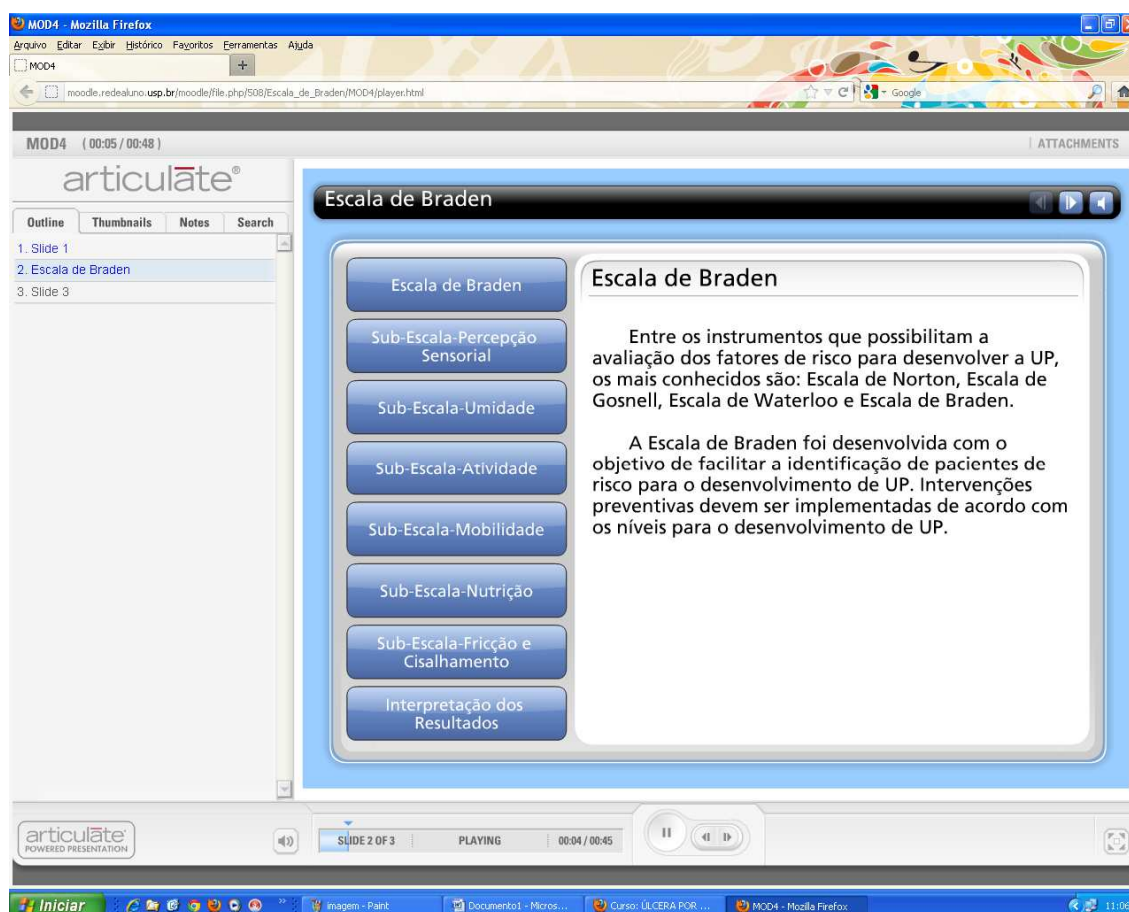 MOD4 - Mozilla Firefox
Arquivo Editar Exibir Histórico Favoritos Ferramentas Ajuda
MOD4
moodle.redealuno.usp.br/moodle/file.php/508/Escala_de_Braden/MOD4/player.html
Google
MOD4 (00:05 / 00:48)
ATTACHMENTS
articulāte®
Outline Thumbnails Notes Search
1. Slide 1
2. Escala de Braden
3. Slide 3
Escala de Braden
Escala de Braden
Sub-Escala-Percepção
Sensorial
Sub-Escala-Umidade
Sub-Escala-Atividade
Sub-Escala-Mobilidade
Sub-Escala-Nutrição
Sub-Escala-Fricção e
Cisalhamento
Interpretação dos
Resultados
Escala de Braden
Entre os instrumentos que possibilitam a
avaliação dos fatores de risco para desenvolver a UP,
os mais conhecidos são: Escala de Norton, Escala de
Gosnell, Escala de Waterloo e Escala de Braden.
A Escala de Braden foi desenvolvida com o
objetivo de facilitar a identificação de pacientes de
risco para o desenvolvimento de UP. Intervenções
preventivas devem ser implementadas de acordo com
os níveis para o desenvolvimento de UP.
articulāte
POWERED PRESENTATION
SLIDE 2 OF 3 PLAYING 00:04 / 00:45
Iniciar imagem - Paint Documento1 - Micros... Curso: ÚLCERA POR ... MOD4 - Mozilla Firefox 11:06